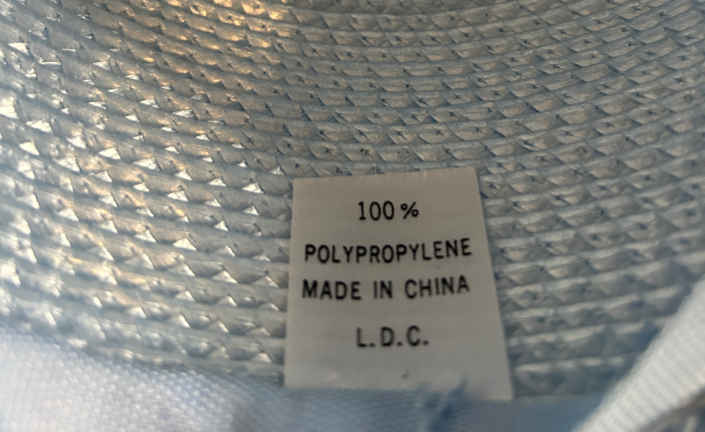 100%
POLYPROPYLENE
MADE IN CHINA
L.D.C.